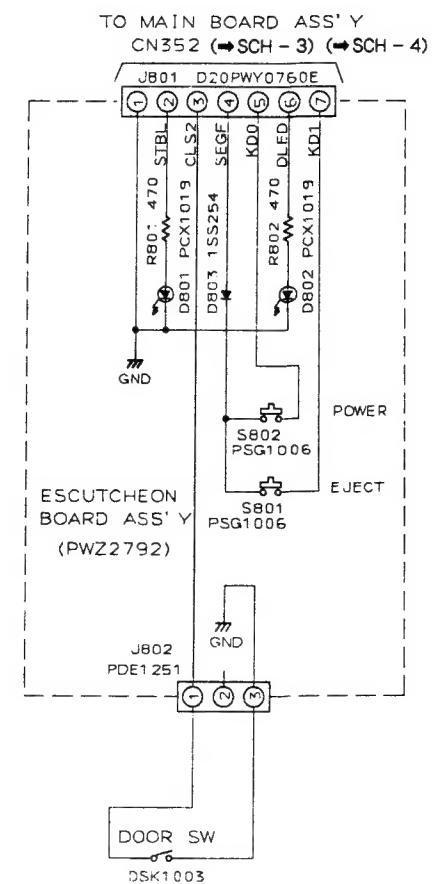 TO MAIN BOARD ASS'Y
CN352 (➡SCH – 3) (➡SCH – 4)
J801 D20PWY0760E
1 2 3 4 5 6 7
STBL
CLS2
SEGF
KD0
DLED
KD1
R801 470
D801 PCX1019
D803 1SS254
R802 470
D802 PCX1019
GND
POWER
S802
PSG1006
EJECT
S801
PSG1006
ESCUTCHEON
BOARD ASS'Y
(PWZ2792)
GND
J802
PDE1251
1 2 3
DOOR SW
DSK1003